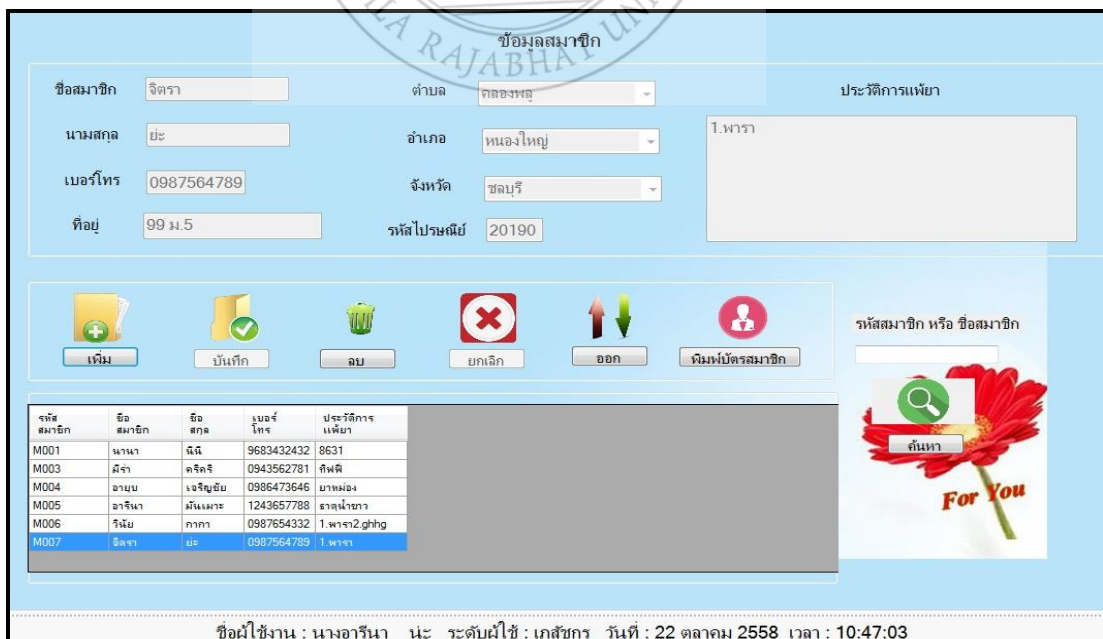 ข้อมูลสมาชิก
ชื่อสมาชิก จิตรา ตำบล คลองพลู ประวัติการแพ้ยา
นามสกุล ย่ะ อำเภอ หนองใหญ่ 1.พารา
เบอร์โทร 0987564789 จังหวัด ชลบุรี
ที่อยู่ 99 ม.5 รหัสไปรษณีย์ 20190
เพิ่ม บันทึก ลบ ยกเลิก ออก พิมพ์บัตรสมาชิก
รหัสสมาชิก หรือ ชื่อสมาชิก
ค้นหา
For You
รหัสสมาชิก ชื่อสมาชิก ชื่อสกุล เบอร์โทร ประวัติการแพ้ยา
M001 นานา นินิ 9683432432 8631
M003 มีร่า คริคริ 0943562781 ทิฟฟี่
M004 อายุบ เจริญชัย 0986473646 ยาหม่อง
M005 อารีนา มันเมาะ 1243657788 ธาตุน้ำขาว
M006 วินัย กากา 0987654332 1.พารา2.ghhg
M007 จิตรา ย่ะ 0987564789 1.พารา
ชื่อผู้ใช้งาน : นางอารีนา น่ะ ระดับผู้ใช้ : เภสัชกร วันที่ : 22 ตุลาคม 2558 เวลา : 10:47:03